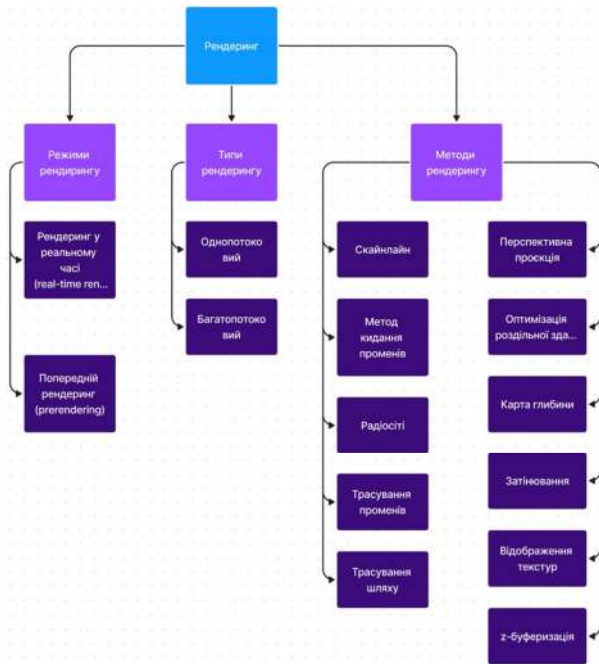 Рендеринг
Режими
рендирингу
Типи
рендерингу
Методи
рендерингу
Рендеринг у
реальному
часі
(real-time ren...
Попередній
рендеринг
(prerendering)
Однопотоко
вий
Багатопотоко
вий
Скайнлайн
Метод
кидання
променів
Радіосіті
Трасування
променів
Трасування
шляху
Перспективна
проєкція
Оптимізація
роздільної зда...
Карта глибини
Затінювання
Відображення
текстур
z-буферизація